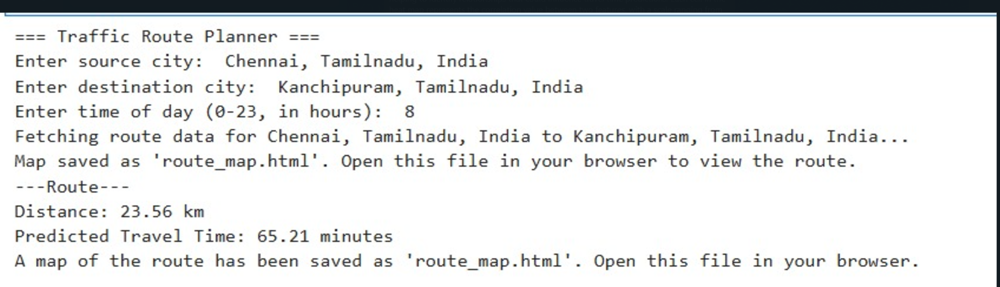 === Traffic Route Planner ===
Enter source city:  Chennai, Tamilnadu, India
Enter destination city:  Kanchipuram, Tamilnadu, India
Enter time of day (0-23, in hours):  8
Fetching route data for Chennai, Tamilnadu, India to Kanchipuram, Tamilnadu, India...
Map saved as 'route_map.html'. Open this file in your browser to view the route.
---Route---
Distance: 23.56 km
Predicted Travel Time: 65.21 minutes
A map of the route has been saved as 'route_map.html'. Open this file in your browser.